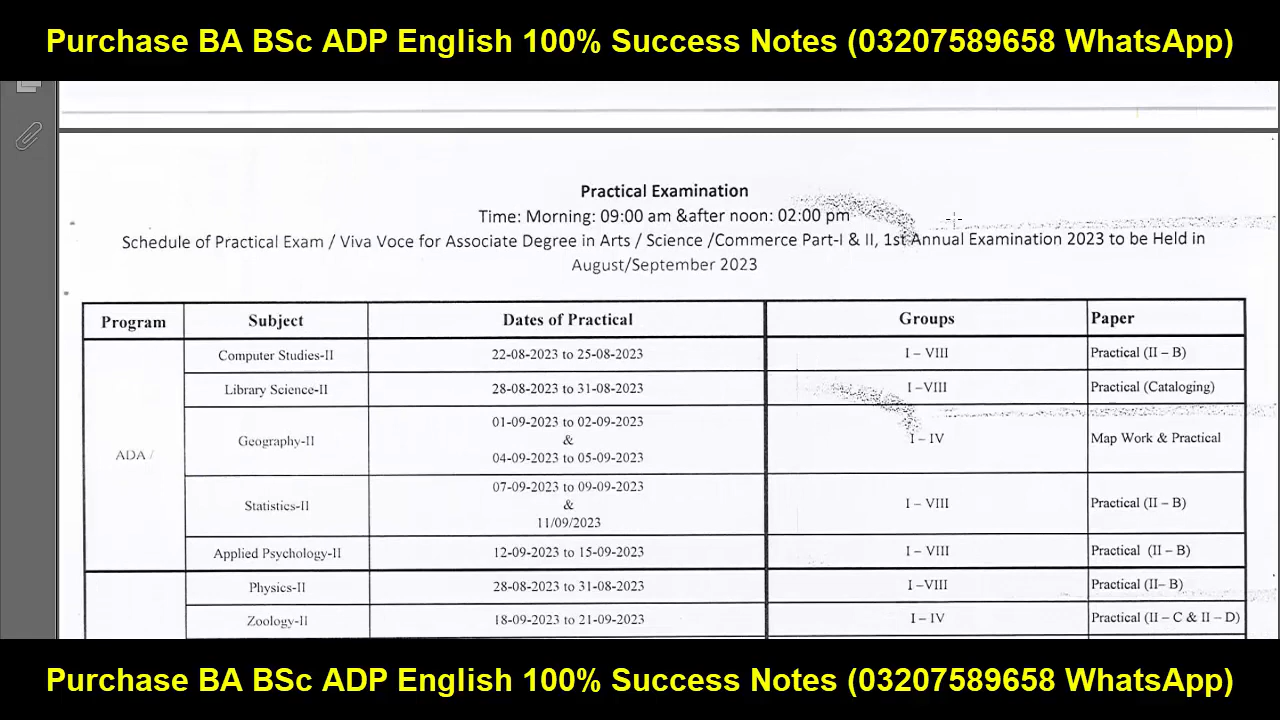 Purchase BA BSc ADP English 100% Success Notes (03207589658 WhatsApp)
Practical Examination
Time: Morning: 09:00 am &after noon: 02:00 pm
Schedule of Practical Exam / Viva Voce for Associate Degree in Arts / Science /Commerce Part-I & II, 1st Annual Examination 2023 to be Held in
August/September 2023
Program Subject Dates of Practical Groups Paper
Computer Studies-II 22-08-2023 to 25-08-2023 I – VIII Practical (II – B)
Library Science-II 28-08-2023 to 31-08-2023 I –VIII Practical (Cataloging)
ADA /
Geography-II 01-09-2023 to 02-09-2023
&
04-09-2023 to 05-09-2023 I – IV Map Work & Practical
Statistics-II 07-09-2023 to 09-09-2023
&
11/09/2023 I – VIII Practical (II – B)
Applied Psychology-II 12-09-2023 to 15-09-2023 I – VIII Practical (II – B)
Physics-II 28-08-2023 to 31-08-2023 I –VIII Practical (II– B)
Zoology-II 18-09-2023 to 21-09-2023 I – IV Practical (II – C & II – D)
Purchase BA BSc ADP English 100% Success Notes (03207589658 WhatsApp)